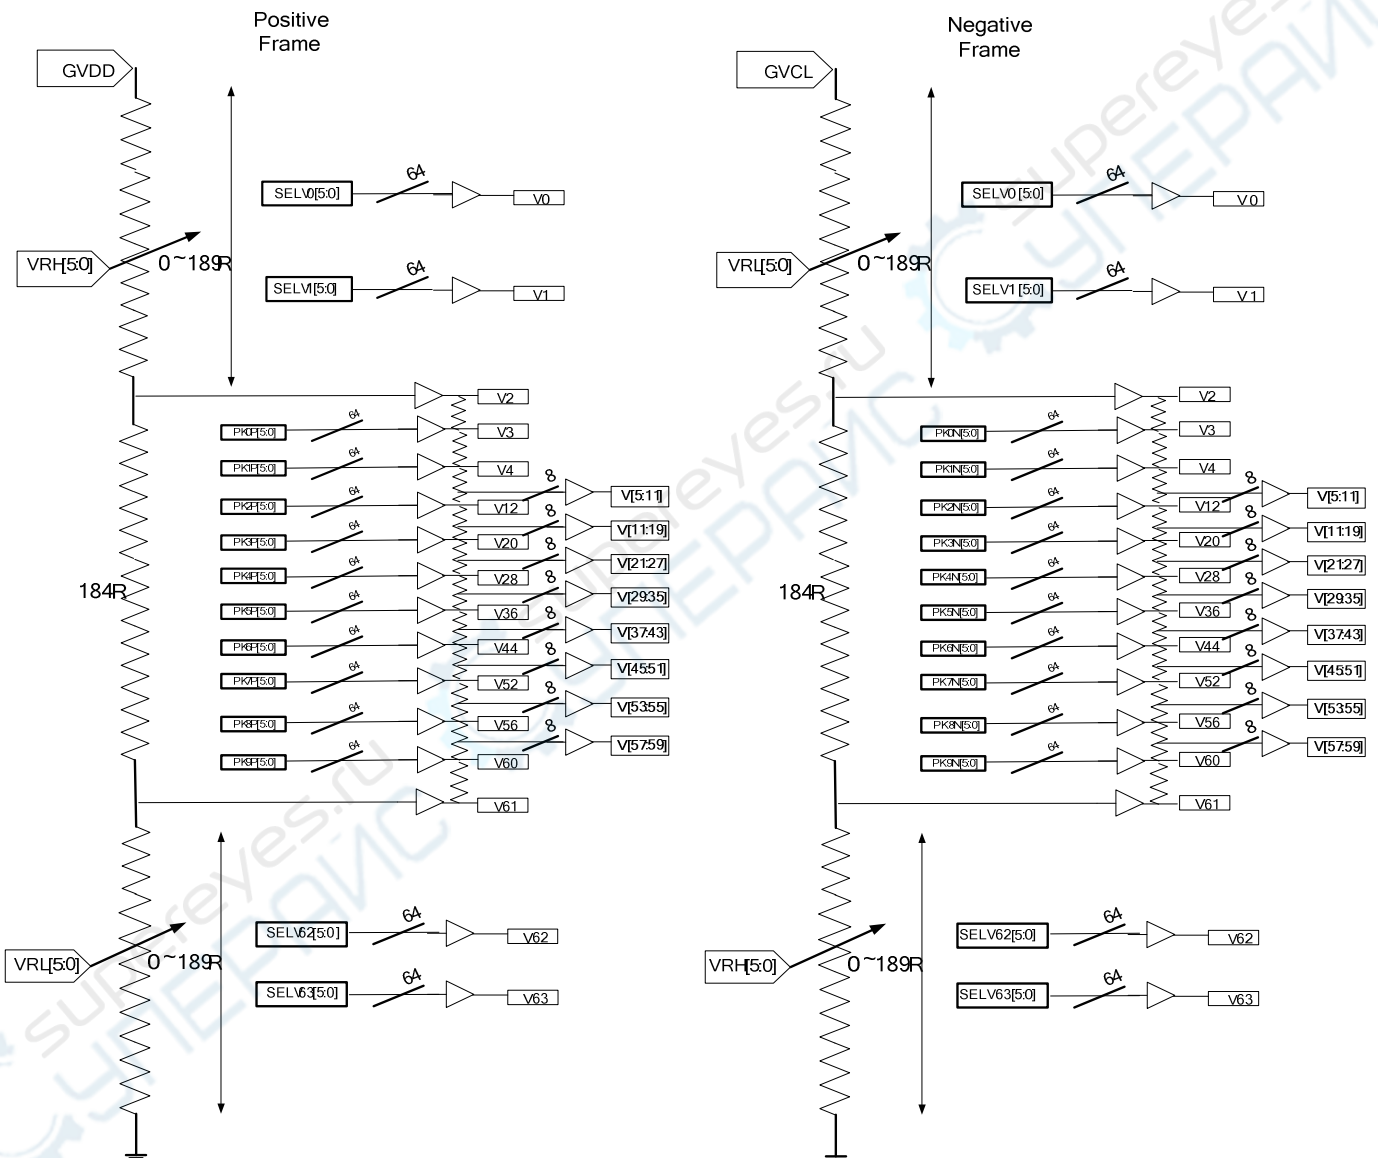 Positive
Frame
GVDD
SELV0[5:0]
64
V0
VRH[5:0]
0~189R
SELV1[5:0]
64
V1
V2
PK0P[5:0]
64
V3
PK1P[5:0]
64
V4
PK2P[5:0]
64
V12
8
V[5:11]
PK3P[5:0]
64
V20
8
V[11:19]
PK4P[5:0]
64
V28
8
V[21:27]
184R
PK5P[5:0]
64
V36
8
V[29:35]
PK6P[5:0]
64
V44
8
V[37:43]
PK7P[5:0]
64
V52
8
V[45:51]
PK8P[5:0]
64
V56
8
V[53:55]
PK9P[5:0]
64
V60
8
V[57:59]
V61
SELV62[5:0]
64
V62
VRL[5:0]
0~189R
SELV63[5:0]
64
V63
Negative
Frame
GVCL
SELV0[5:0]
64
V0
VRL[5:0]
0~189R
SELV1[5:0]
64
V1
V2
PK0N[5:0]
64
V3
PK1N[5:0]
64
V4
PK2N[5:0]
64
V12
8
V[5:11]
PK3N[5:0]
64
V20
8
V[11:19]
PK4N[5:0]
64
V28
8
V[21:27]
184R
PK5N[5:0]
64
V36
8
V[29:35]
PK6N[5:0]
64
V44
8
V[37:43]
PK7N[5:0]
64
V52
8
V[45:51]
PK8N[5:0]
64
V56
8
V[53:55]
PK9N[5:0]
64
V60
8
V[57:59]
V61
SELV62[5:0]
64
V62
VRH[5:0]
0~189R
SELV63[5:0]
64
V63
supereyes.ru
УПЕРАЙС
supereyes.ru
УПЕРАЙС
supereyes
УПЕРАЙ